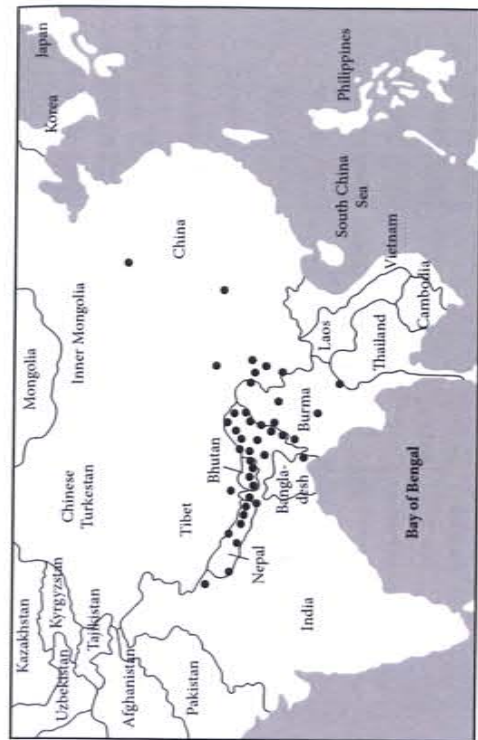 Kazakhstan
Mongolia
Uzbekistan
Kyrgyzstan
Tajikistan
Chinese
Turkestan
Inner Mongolia
Korea
Japan
Afghanistan
Pakistan
Tibet
China
Nepal
Bhutan
India
Bangla-
desh
Burma
Laos
Thailand
Vietnam
Cambodia
South China
Sea
Philippines
Bay of Bengal